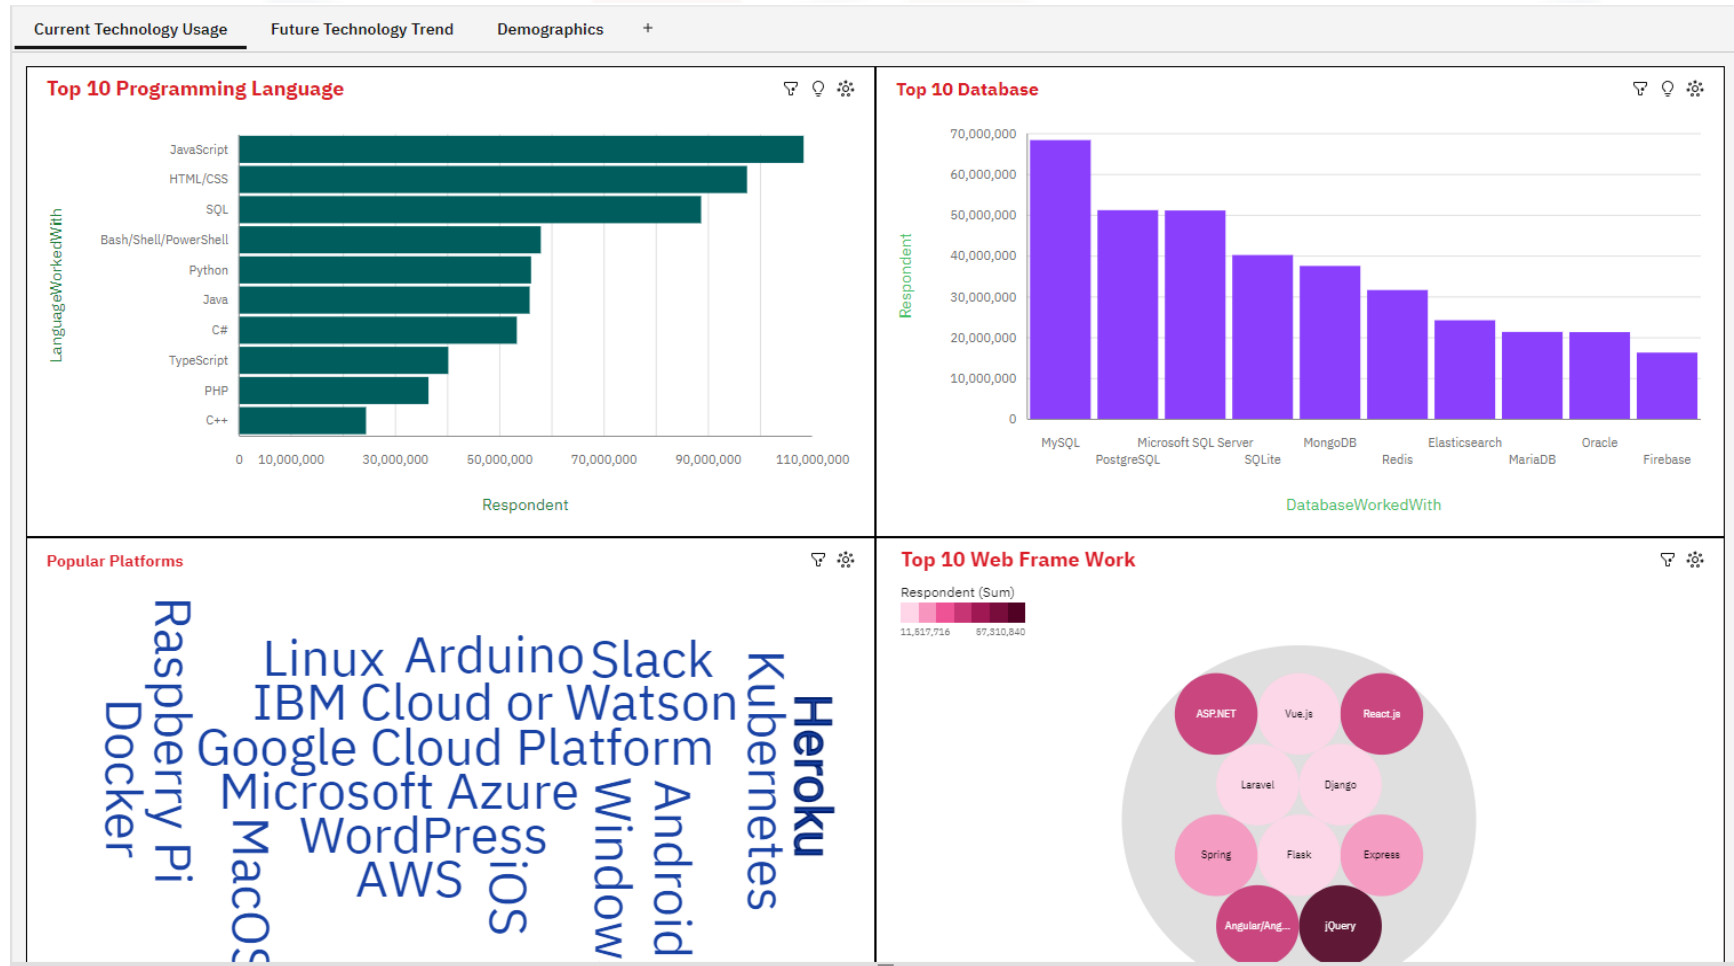 Current Technology Usage
Future Technology Trend
Demographics
+
Top 10 Programming Language
LanguageWorkedWith
JavaScript
HTML/CSS
SQL
Bash/Shell/PowerShell
Python
Java
C#
TypeScript
PHP
C++
0 10,000,000 30,000,000 50,000,000 70,000,000 90,000,000 110,000,000
Respondent
Top 10 Database
Respondent
70,000,000
60,000,000
50,000,000
40,000,000
30,000,000
20,000,000
10,000,000
0
MySQL
PostgreSQL
Microsoft SQL Server
SQLite
MongoDB
Redis
Elasticsearch
MariaDB
Oracle
Firebase
DatabaseWorkedWith
Popular Platforms
Raspberry Pi
Docker
Linux
Arduino
Slack
IBM Cloud or Watson
Google Cloud Platform
Microsoft Azure
WordPress
AWS
MacOS
iOS
Window
Android
Kubernetes
Heroku
Top 10 Web Frame Work
Respondent (Sum)
11,517,716 67,310,840
ASP.NET
Vue.js
React.js
Laravel
Django
Spring
Flask
Express
Angular/Ang...
jQuery